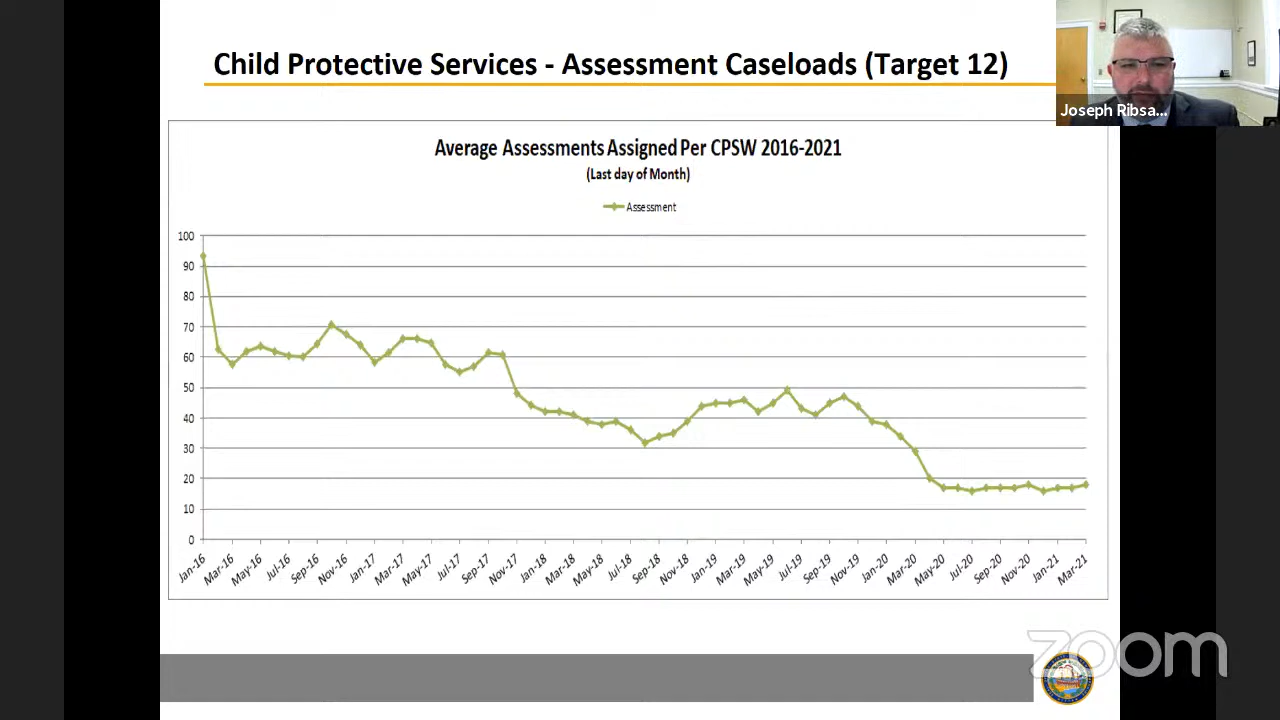 Child Protective Services - Assessment Caseloads (Target 12)
Joseph Ribsa...
Average Assessments Assigned Per CPSW 2016-2021
(Last day of Month)
Assessment
100
90
80
70
60
50
40
30
20
10
0
Jan-16 Mar-16 May-16 Jul-16 Sep-16 Nov-16 Jan-17 Mar-17 May-17 Jul-17 Sep-17 Nov-17 Jan-18 Mar-18 May-18 Jul-18 Sep-18 Nov-18 Jan-19 Mar-19 May-19 Jul-19 Sep-19 Nov-19 Jan-20 Mar-20 May-20 Jul-20 Sep-20 Nov-20 Jan-21 Mar-21
zoom